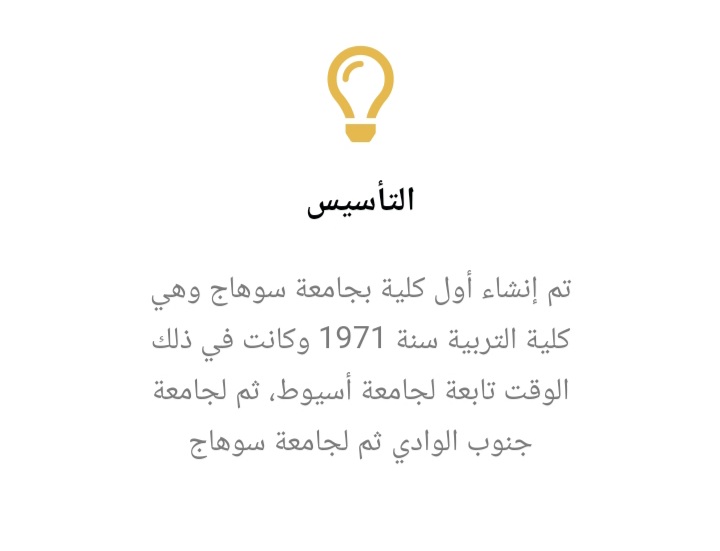 التأسيس
تم إنشاء أول كلية بجامعة سوهاج وهي
كلية التربية سنة 1971 وكانت في ذلك
الوقت تابعة لجامعة أسيوط، ثم لجامعة
جنوب الوادي ثم لجامعة سوهاج